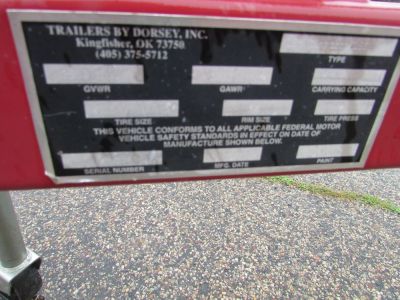 TRAILERS BY DORSEY, INC.
Kingfisher, OK 73750
(405) 375-5712
TYPE
GVWR
GAWR
CARRYING CAPACITY
TIRE SIZE
RIM SIZE
TIRE PRESS
THIS VEHICLE CONFORMS TO ALL APPLICABLE FEDERAL MOTOR
VEHICLE SAFETY STANDARDS IN EFFECT ON DATE OF
MANUFACTURE SHOWN BELOW.
SERIAL NUMBER
MFG. DATE
PAINT